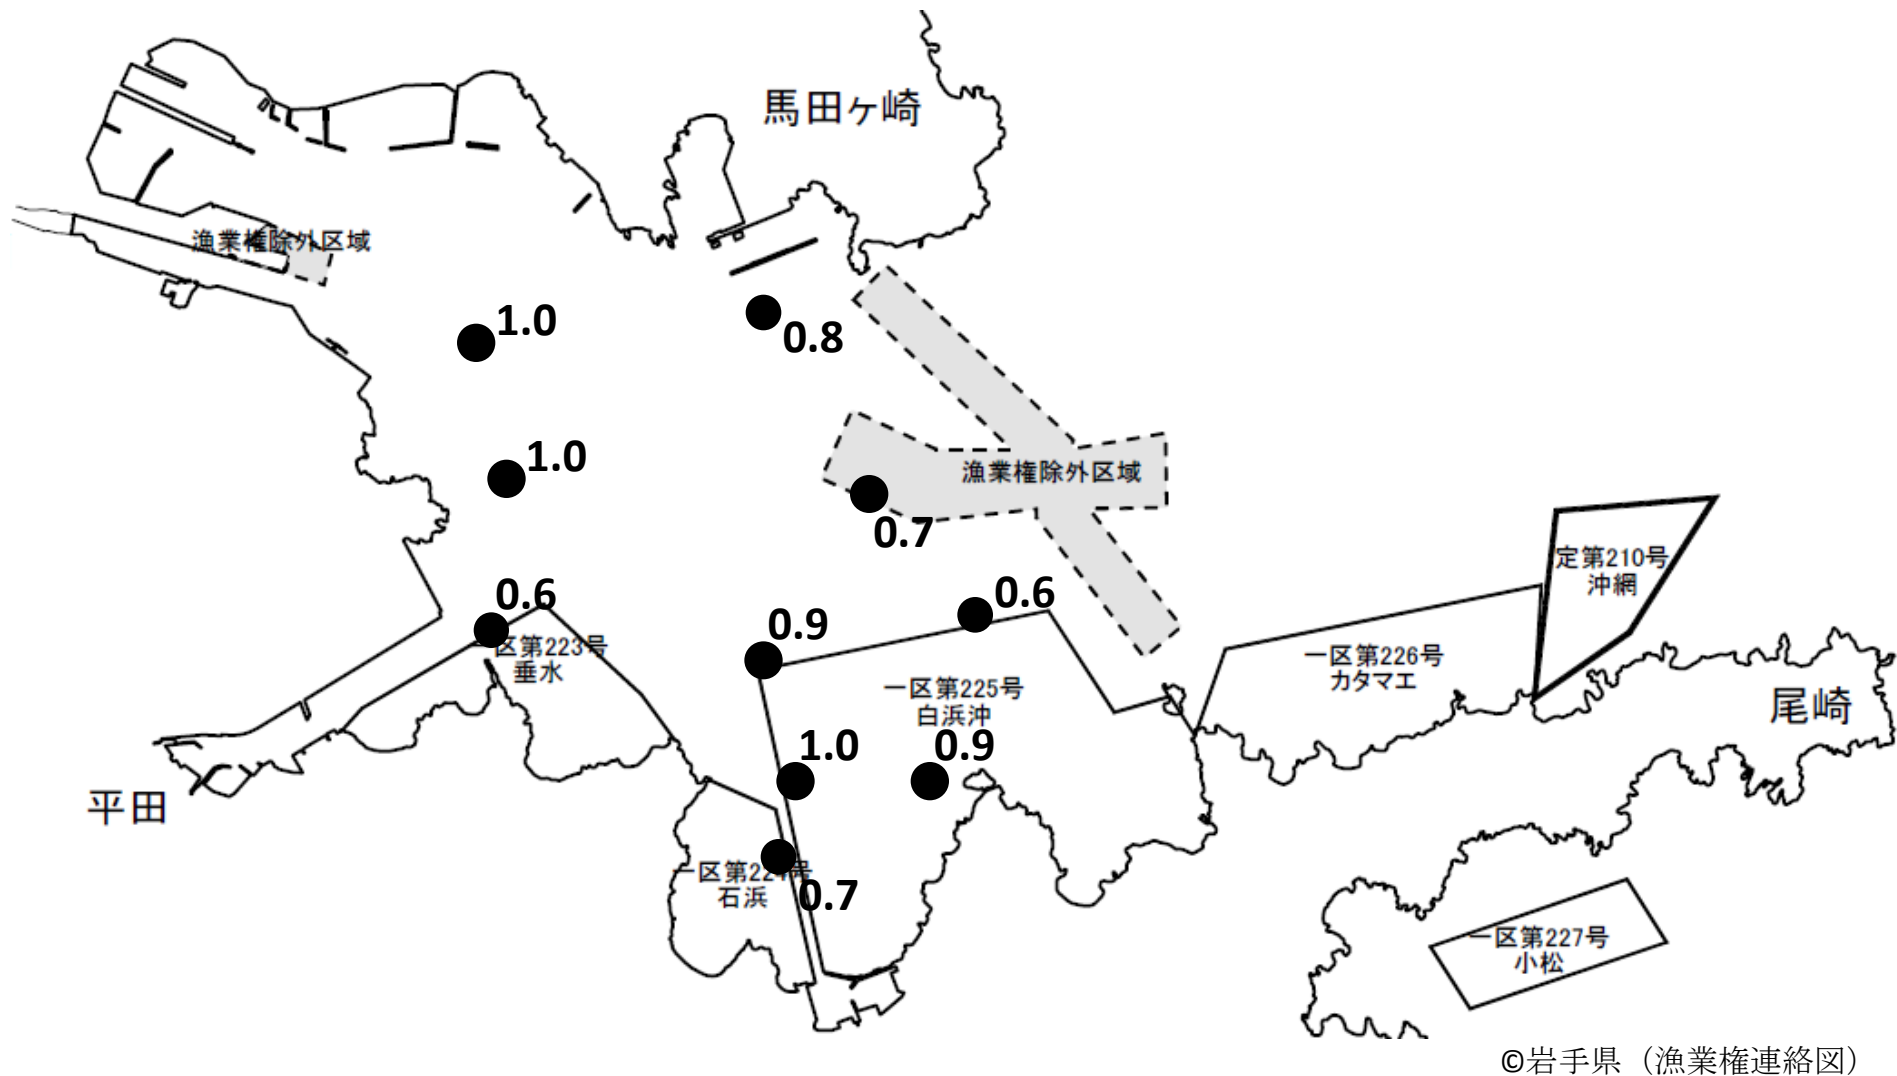 馬田ヶ崎
漁業権除外区域
1.0
0.8
1.0
漁業権除外区域
0.7
定第210号
沖網
0.6
0.6
0.9
一区第223号
垂水
一区第226号
カタマエ
一区第225号
白浜沖
尾崎
1.0
0.9
平田
一区第224号
石浜
0.7
一区第227号
小松
©岩手県（漁業権連絡図）